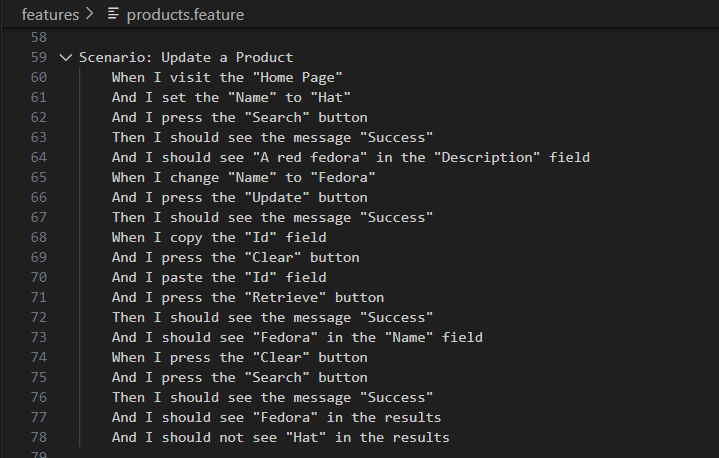 features > products.feature
58
59 Scenario: Update a Product
60 When I visit the "Home Page"
61 And I set the "Name" to "Hat"
62 And I press the "Search" button
63 Then I should see the message "Success"
64 And I should see "A red fedora" in the "Description" field
65 When I change "Name" to "Fedora"
66 And I press the "Update" button
67 Then I should see the message "Success"
68 When I copy the "Id" field
69 And I press the "Clear" button
70 And I paste the "Id" field
71 And I press the "Retrieve" button
72 Then I should see the message "Success"
73 And I should see "Fedora" in the "Name" field
74 When I press the "Clear" button
75 And I press the "Search" button
76 Then I should see the message "Success"
77 And I should see "Fedora" in the results
78 And I should not see "Hat" in the results
79